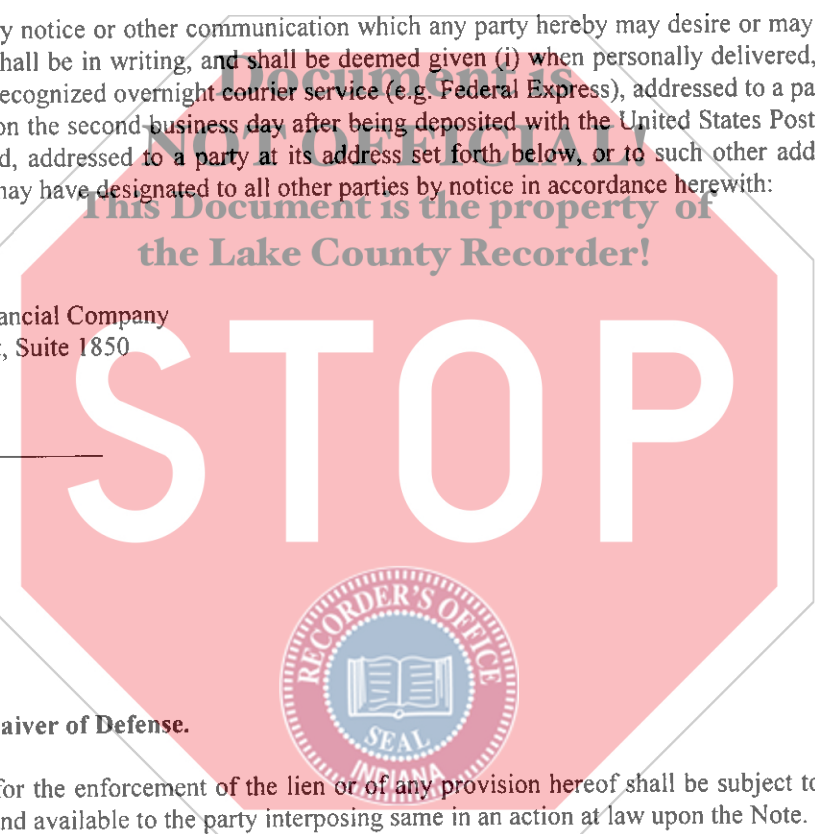 y notice or other communication which any party hereby may desire or may
hall be in writing, and shall be deemed given (i) when personally delivered,
ecognized overnight courier service (e.g. Federal Express), addressed to a pa
on the second business day after being deposited with the United States Post
d, addressed to a party at its address set forth below, or to such other add
may have designated to all other parties by notice in accordance herewith:
Document is
NOT OFFICIAL!
This Document is the property of
the Lake County Recorder!
ancial Company
, Suite 1850
STOP
RECORDER'S OFFICE
SEAL
INDIANA
aiver of Defense.
for the enforcement of the lien or of any provision hereof shall be subject to
nd available to the party interposing same in an action at law upon the Note.